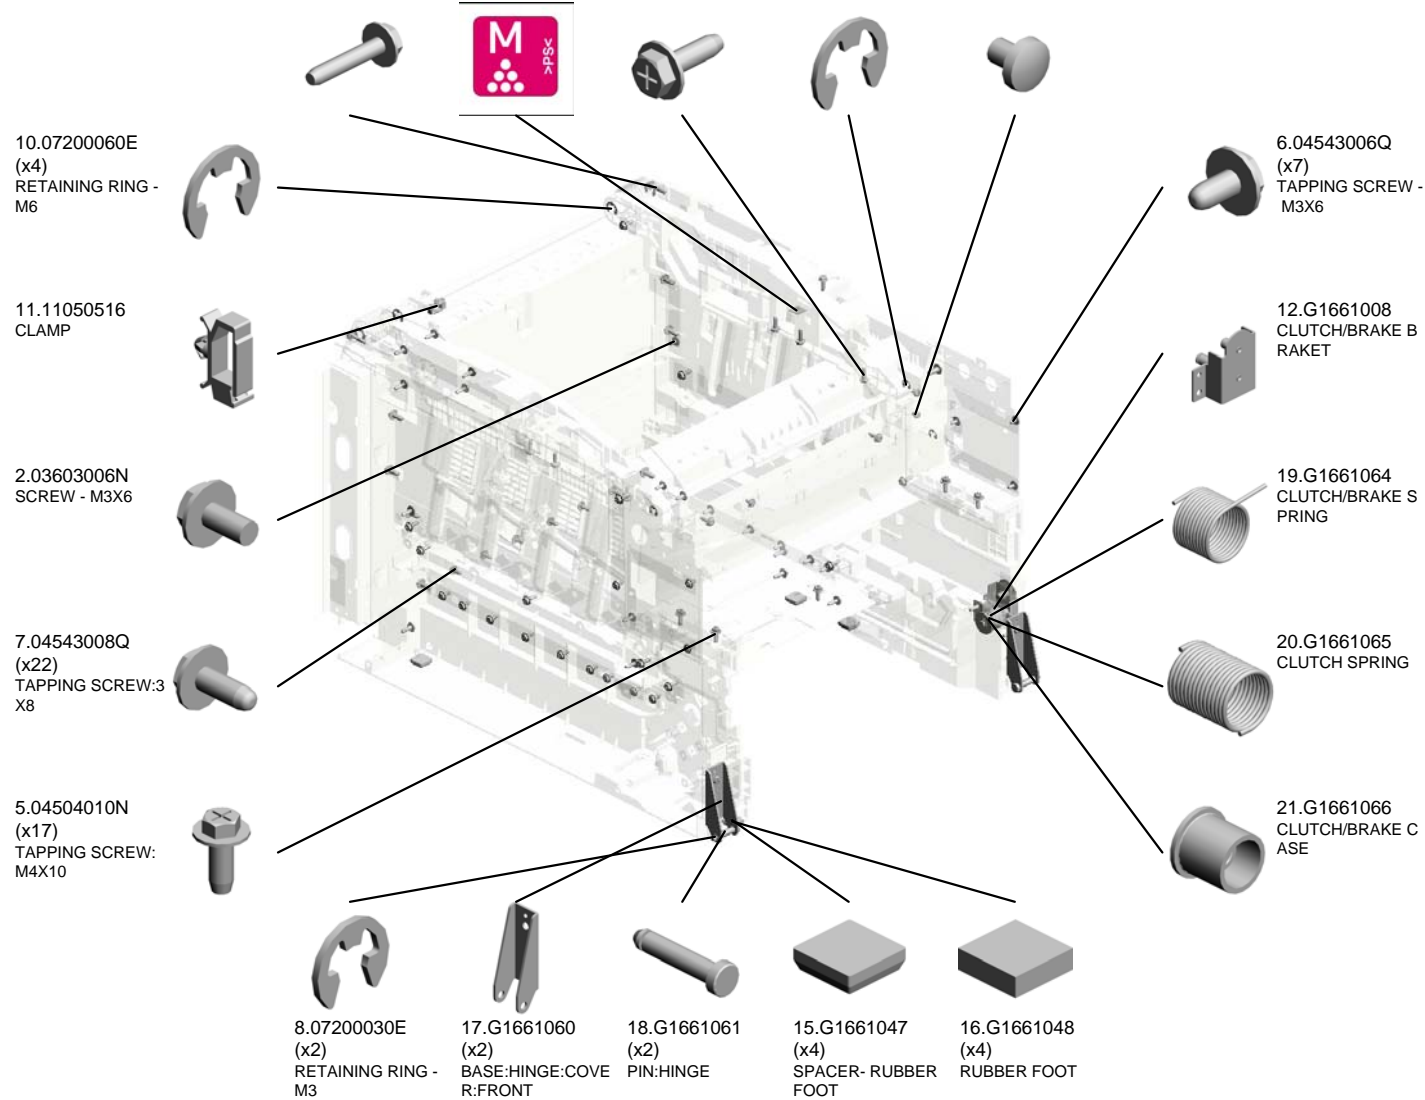 M
>PS<
10.07200060E
(x4)
RETAINING RING -
M6
6.04543006Q
(x7)
TAPPING SCREW -
M3X6
11.11050516
CLAMP
12.G1661008
CLUTCH/BRAKE B
RAKET
2.03603006N
SCREW - M3X6
19.G1661064
CLUTCH/BRAKE S
PRING
7.04543008Q
(x22)
TAPPING SCREW:3
X8
20.G1661065
CLUTCH SPRING
5.04504010N
(x17)
TAPPING SCREW:
M4X10
21.G1661066
CLUTCH/BRAKE C
ASE
8.07200030E
(x2)
RETAINING RING -
M3
17.G1661060
(x2)
BASE:HINGE:COVE
R:FRONT
18.G1661061
(x2)
PIN:HINGE
15.G1661047
(x4)
SPACER- RUBBER
FOOT
16.G1661048
(x4)
RUBBER FOOT